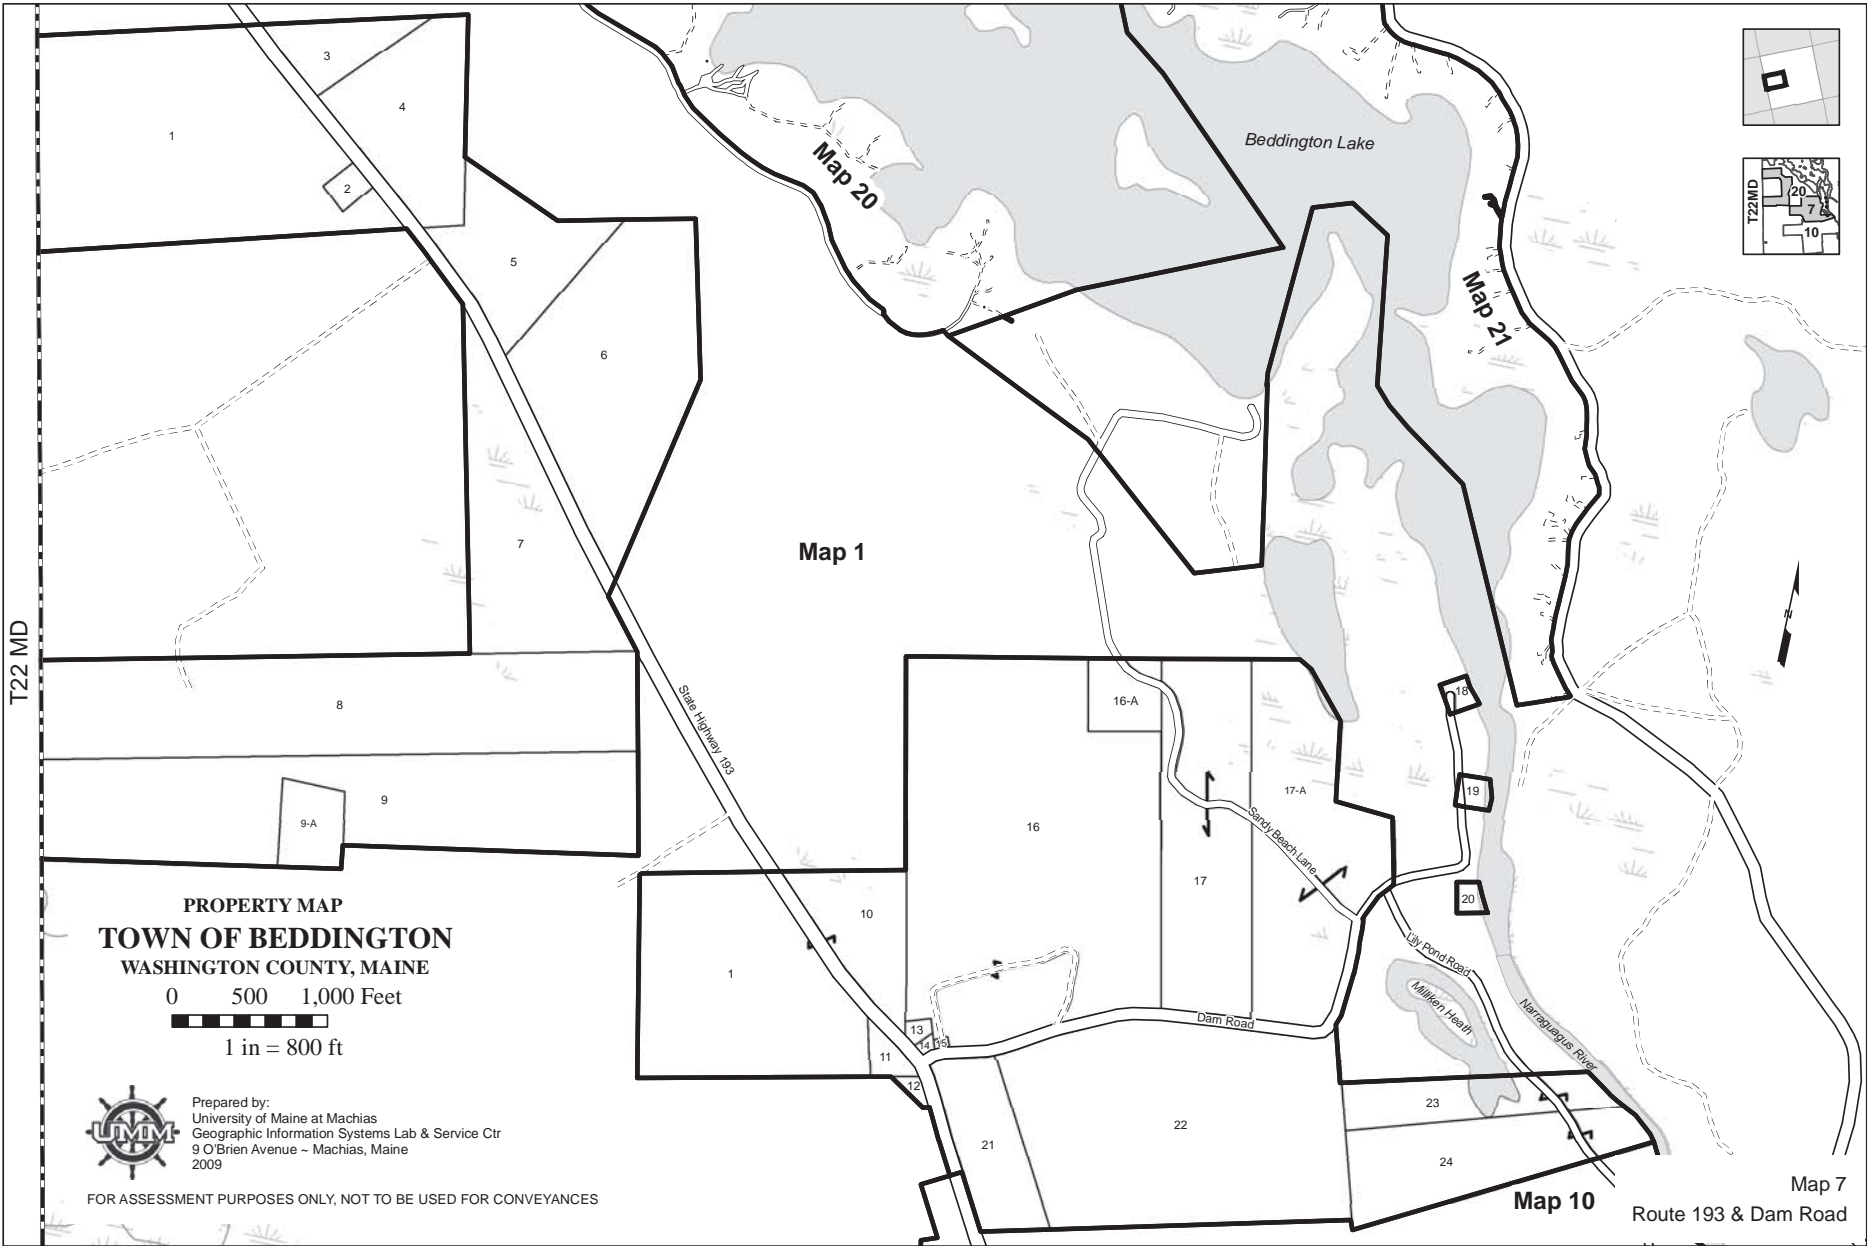 3
4
1
2
5
6
7
8
9
9-A
Map 20
Beddington Lake
Map 21
T22MD
20
7
10
N
Map 1
T22 MD
State Highway 193
16-A
16
17
17-A
18
19
20
Sandy Beach Lane
Lily Pond Road
Milliken Heath
Narraguagus River
Dam Road
10
1
11
12
13
14
15
21
22
23
24
Map 10
PROPERTY MAP
TOWN OF BEDDINGTON
WASHINGTON COUNTY, MAINE
0 500 1,000 Feet
1 in = 800 ft
UMM
Prepared by:
University of Maine at Machias
Geographic Information Systems Lab & Service Ctr
9 O'Brien Avenue ~ Machias, Maine
2009
FOR ASSESSMENT PURPOSES ONLY, NOT TO BE USED FOR CONVEYANCES
Map 7
Route 193 & Dam Road